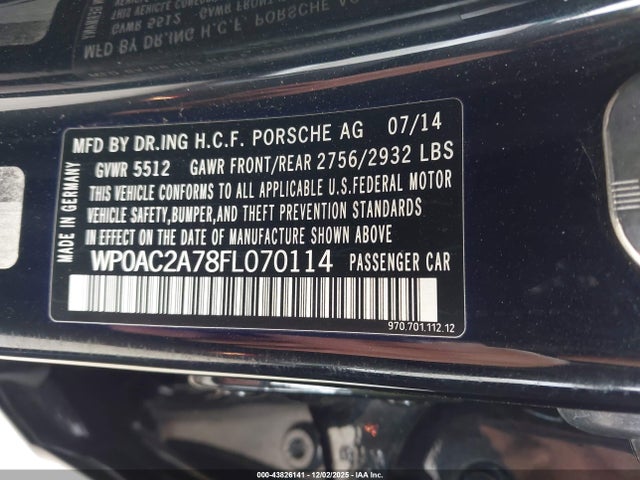 MFD BY DR.ING H.C.F. PORSCHE AG 07/14
GVWR 5512 GAWR FRONT/REAR 2756/2932 LBS
THIS VEHICLE CONFORMS TO ALL APPLICABLE U.S.FEDERAL MOTOR
VEHICLE SAFETY,BUMPER,AND THEFT PREVENTION STANDARDS
IN EFFECT ON THE DATE OF MANUFACTURE SHOWN ABOVE
WP0AC2A78FL070114 PASSENGER CAR
970.701.112.12
MADE IN GERMANY
000-43826141 - 12/02/2025 - IAAI, Inc.